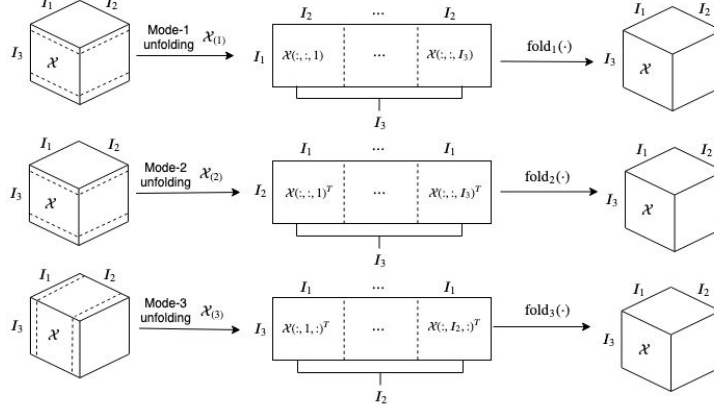 I₁ I₂ I₂ ... I₂ I₁ I₂
Mode-1 unfolding 𝒳₍₁₎
I₃ 𝒳 I₁ 𝒳(:,:,1) ... 𝒳(:,:,I₃) fold₁(·) I₃ 𝒳
I₃
I₁ I₂ I₁ ... I₁ I₁ I₂
Mode-2 unfolding 𝒳₍₂₎
I₃ 𝒳 I₂ 𝒳(:,:,1)ᵀ ... 𝒳(:,:,I₃)ᵀ fold₂(·) I₃ 𝒳
I₃
I₁ I₂ I₁ ... I₁ I₁ I₂
Mode-3 unfolding 𝒳₍₃₎
I₃ 𝒳 I₃ 𝒳(:,1,:)ᵀ ... 𝒳(:,I₂,:)ᵀ fold₃(·) I₃ 𝒳
I₂